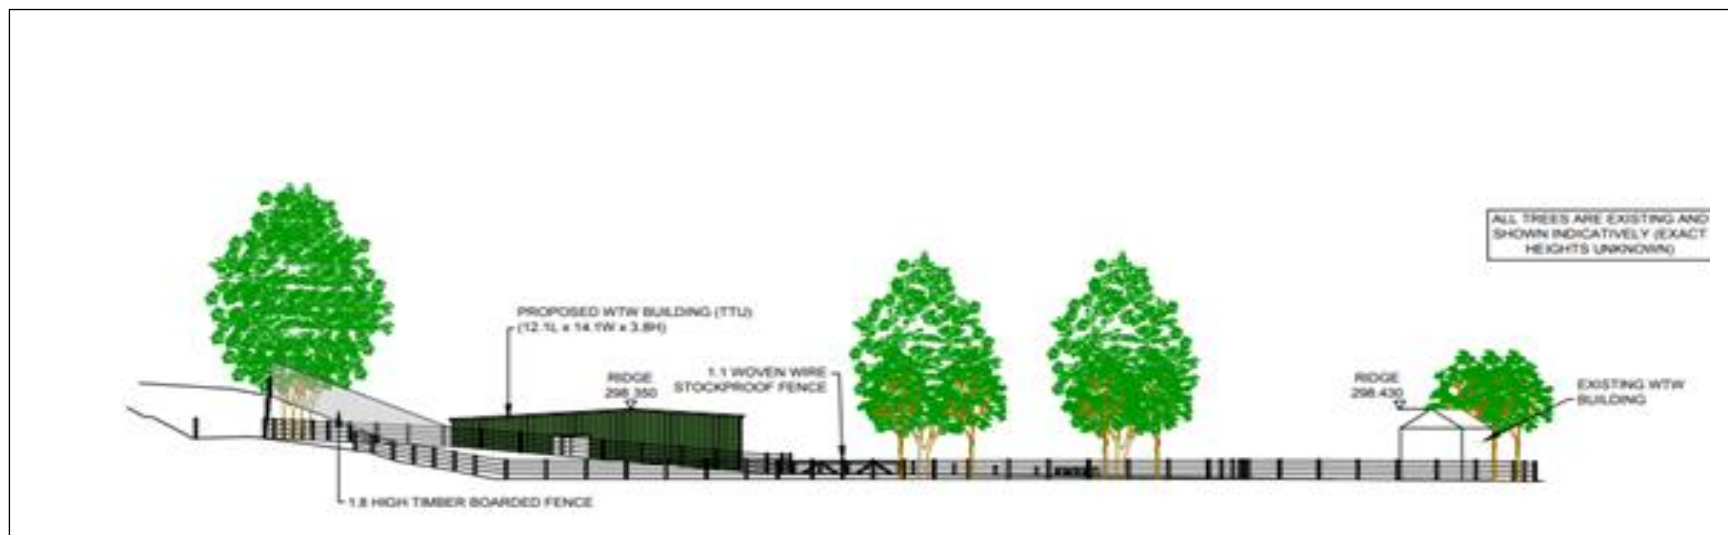 ALL TREES ARE EXISTING AND
SHOWN INDICATIVELY (EXACT
HEIGHTS UNKNOWN)
PROPOSED WTW BUILDING (TTU)
(12.1L x 14.1W x 3.8H)
RIDGE
298.350
1.1 WOVEN WIRE
STOCKPROOF FENCE
RIDGE
298.430
EXISTING WTW
BUILDING
1.8 HIGH TIMBER BOARDED FENCE